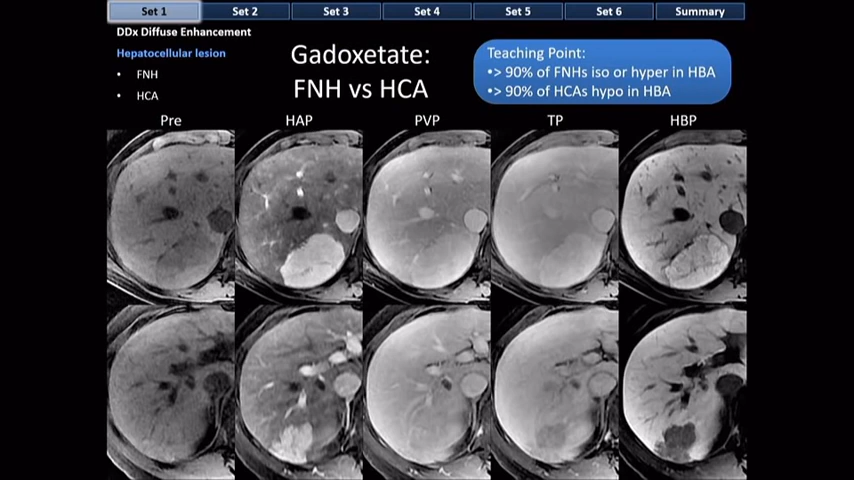 Set 1 Set 2 Set 3 Set 4 Set 5 Set 6 Summary
DDx Diffuse Enhancement
Hepatocellular lesion
• FNH
• HCA
Gadoxetate:
FNH vs HCA
Teaching Point:
•> 90% of FNHs iso or hyper in HBA
•> 90% of HCAs hypo in HBA
Pre HAP PVP TP HBP